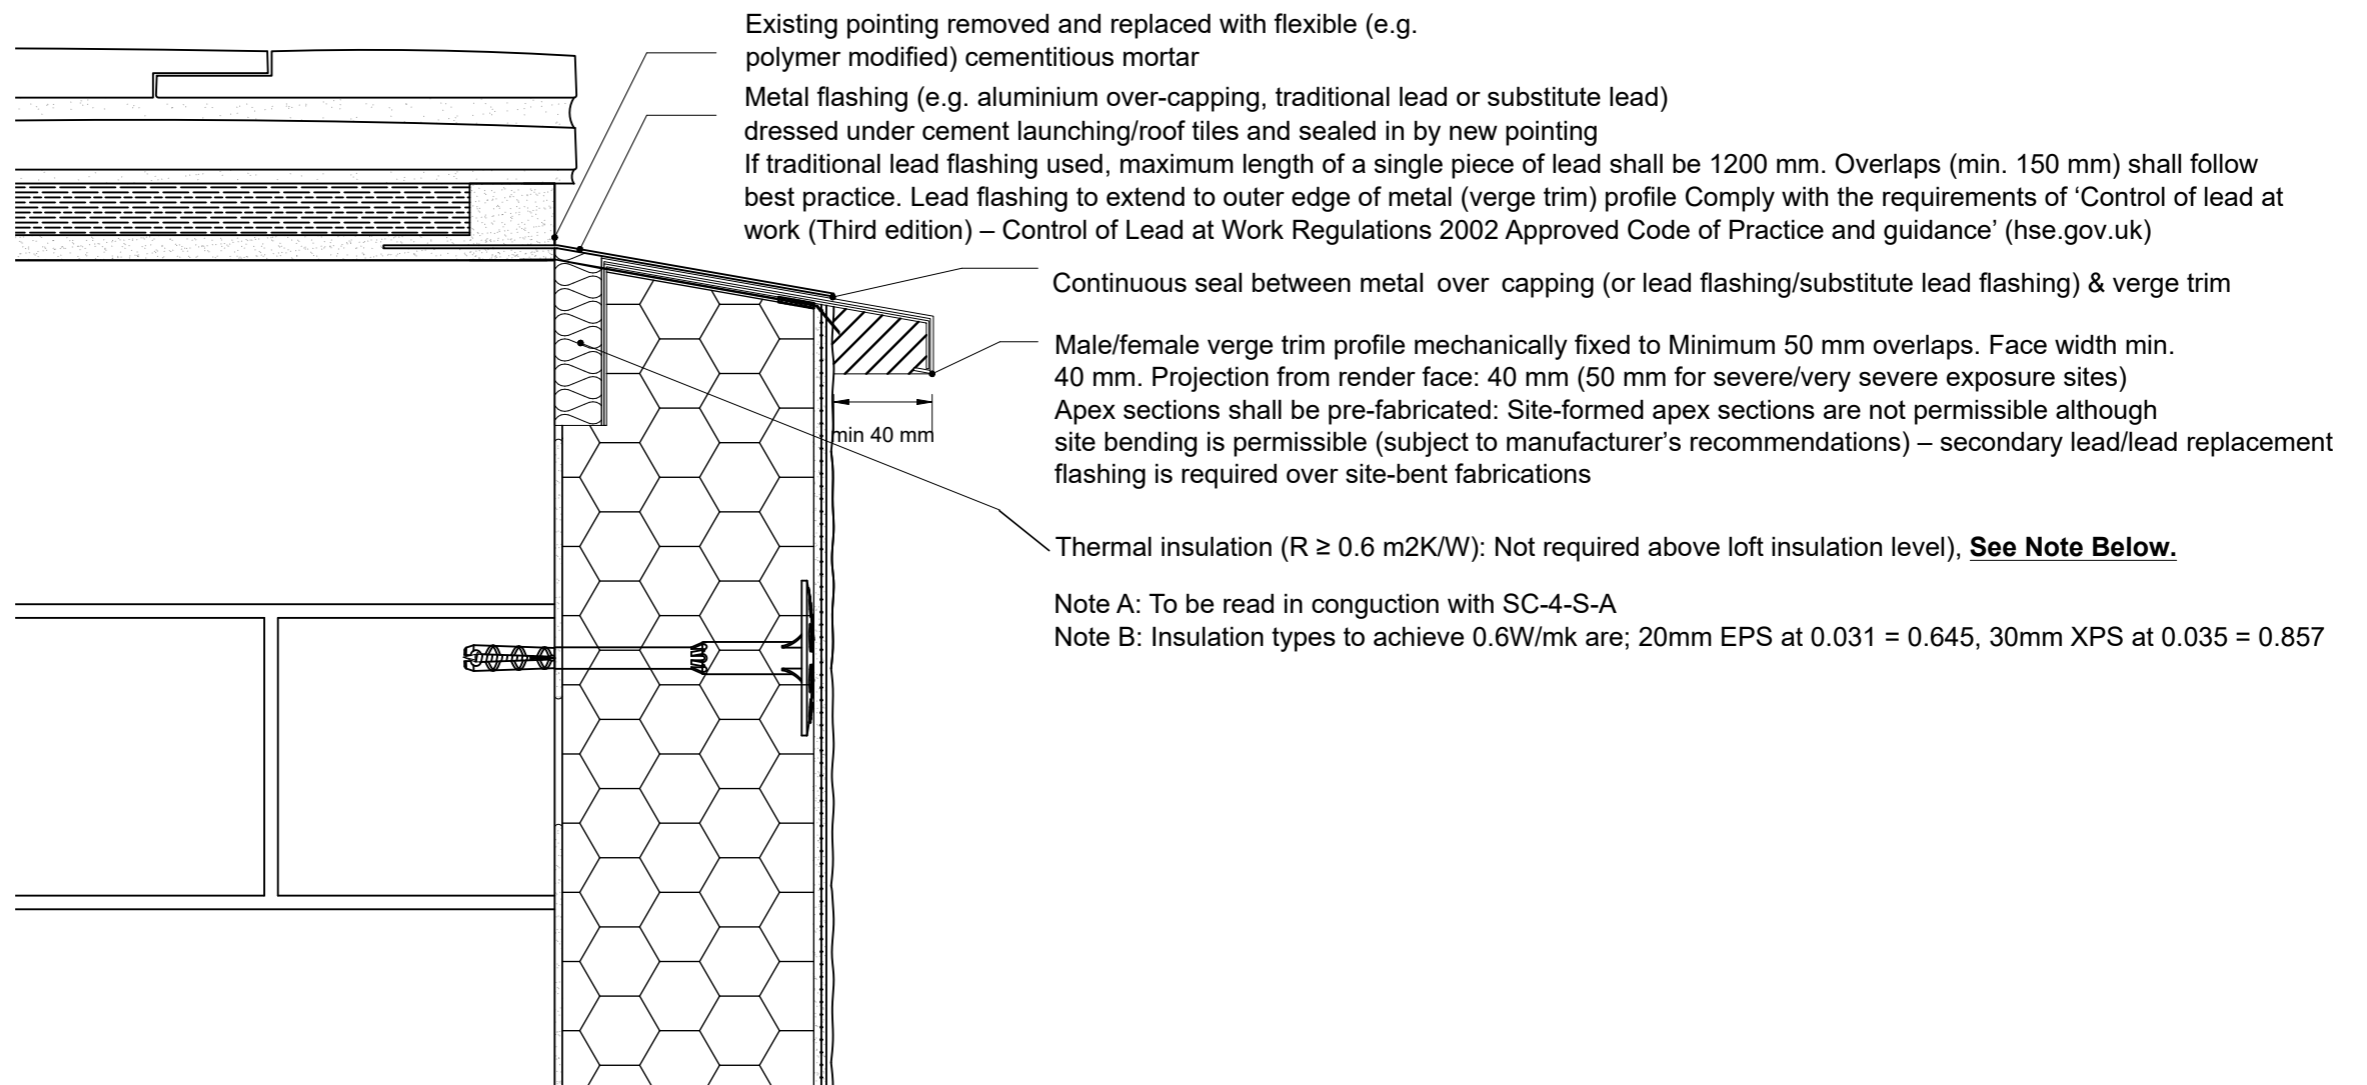 Existing pointing removed and replaced with flexible (e.g.
polymer modified) cementitious mortar
Metal flashing (e.g. aluminium over-capping, traditional lead or substitute lead)
dressed under cement launching/roof tiles and sealed in by new pointing
If traditional lead flashing used, maximum length of a single piece of lead shall be 1200 mm. Overlaps (min. 150 mm) shall follow
best practice. Lead flashing to extend to outer edge of metal (verge trim) profile Comply with the requirements of ‘Control of lead at
work (Third edition) – Control of Lead at Work Regulations 2002 Approved Code of Practice and guidance’ (hse.gov.uk)
Continuous seal between metal over capping (or lead flashing/substitute lead flashing) & verge trim
Male/female verge trim profile mechanically fixed to Minimum 50 mm overlaps. Face width min.
40 mm. Projection from render face: 40 mm (50 mm for severe/very severe exposure sites)
Apex sections shall be pre-fabricated: Site-formed apex sections are not permissible although
site bending is permissible (subject to manufacturer’s recommendations) – secondary lead/lead replacement
flashing is required over site-bent fabrications
min 40 mm
Thermal insulation (R ≥ 0.6 m2K/W): Not required above loft insulation level), See Note Below.
Note A: To be read in conguction with SC-4-S-A
Note B: Insulation types to achieve 0.6W/mk are; 20mm EPS at 0.031 = 0.645, 30mm XPS at 0.035 = 0.857